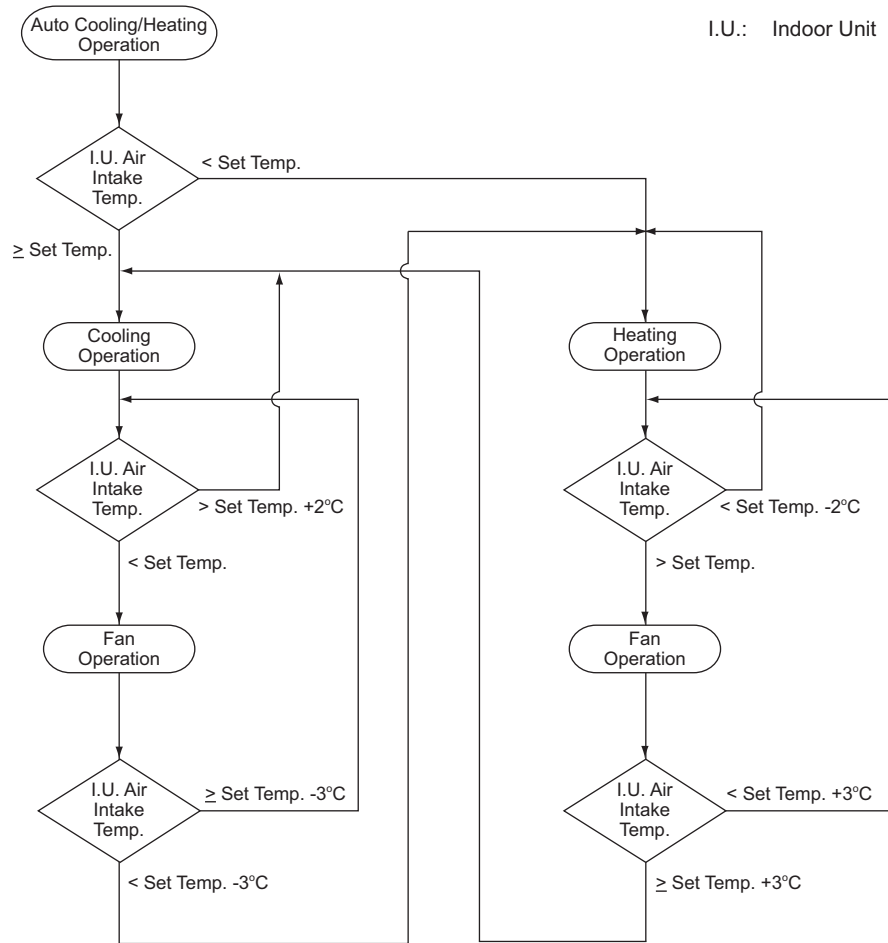 Auto Cooling/Heating
Operation
I.U.: Indoor Unit
I.U. Air
Intake
Temp.
< Set Temp.
≥ Set Temp.
Cooling
Operation
Heating
Operation
I.U. Air
Intake
Temp.
> Set Temp. +2°C
I.U. Air
Intake
Temp.
< Set Temp. -2°C
< Set Temp.
> Set Temp.
Fan
Operation
Fan
Operation
I.U. Air
Intake
Temp.
≥ Set Temp. -3°C
I.U. Air
Intake
Temp.
< Set Temp. +3°C
< Set Temp. -3°C
≥ Set Temp. +3°C